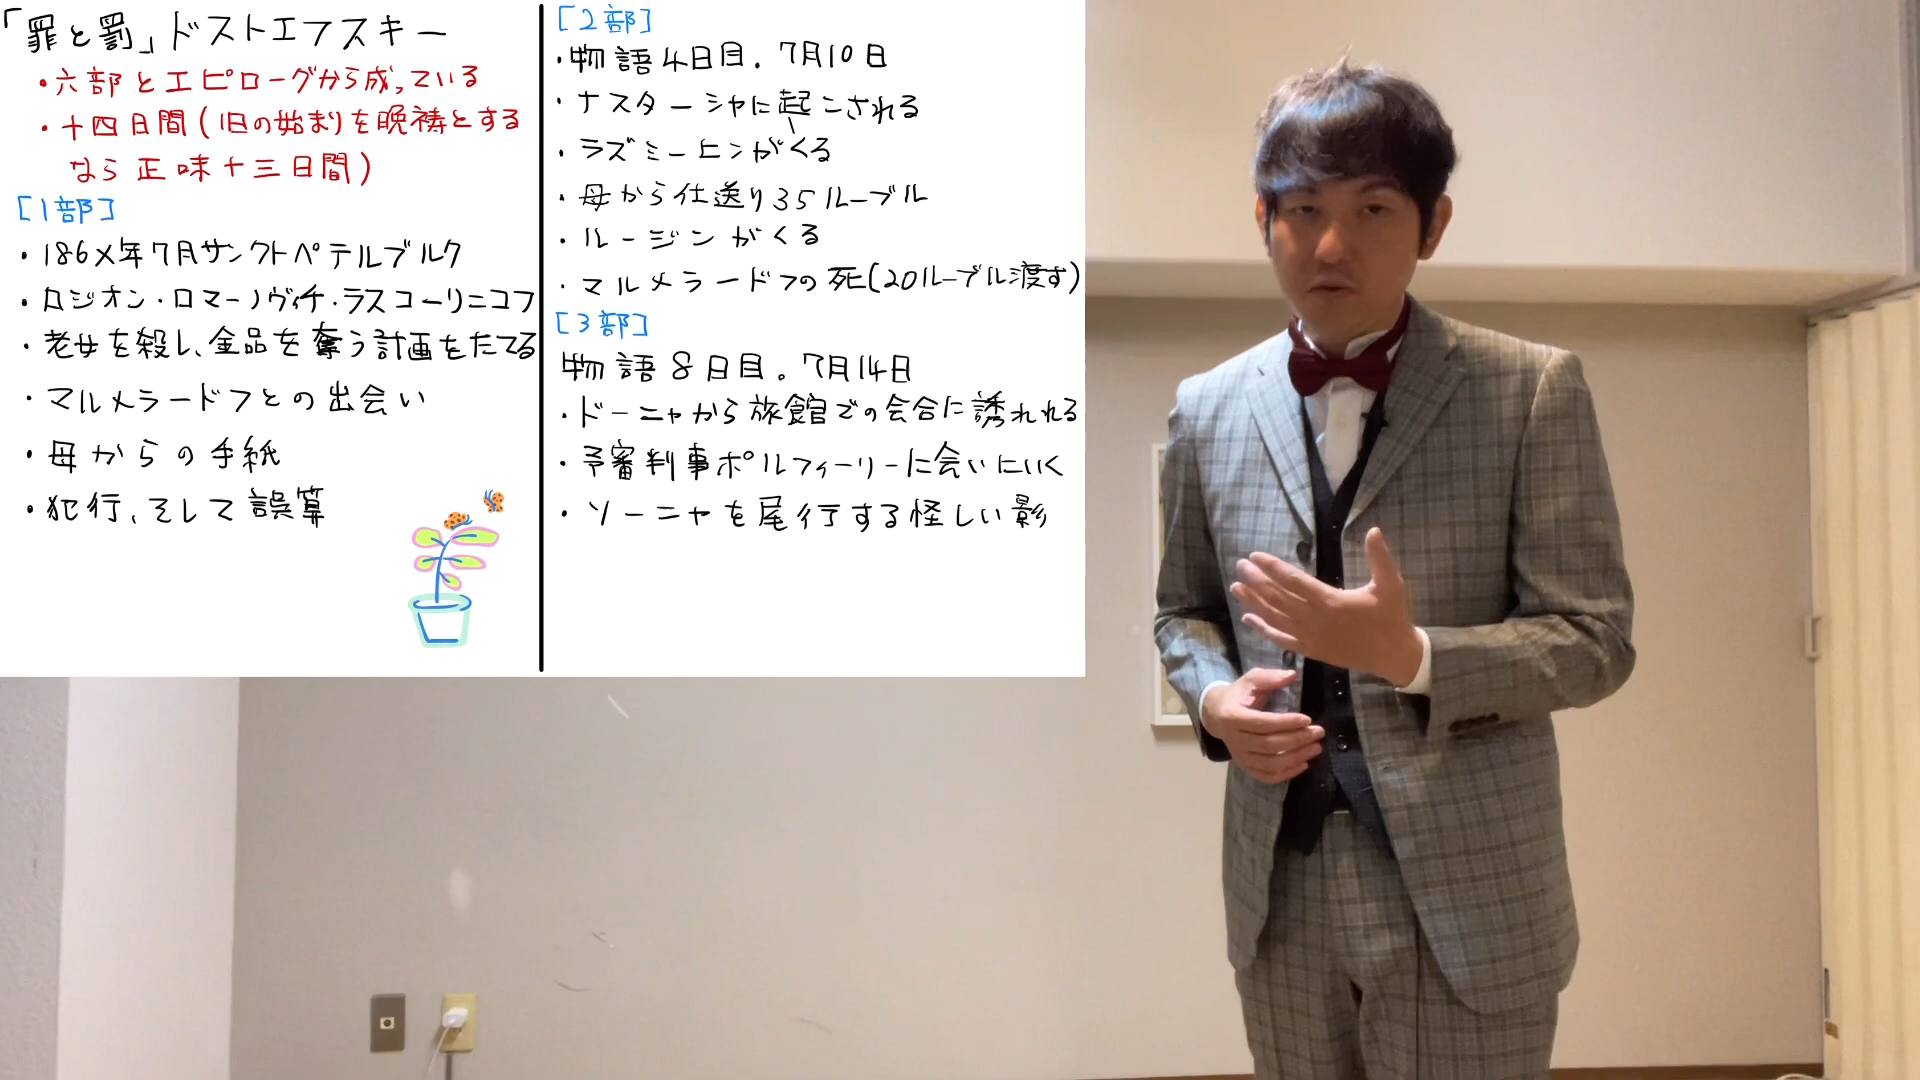 「罪と罰」ドストエフスキー
・六部とエピローグから成っている
・十四日間(旧の始まりを晩祷とする
なら正味十三日間)
[1部]
・186X年7月サンクトペテルブルク
・ロジオン・ロマーノヴィチ・ラスコーリニコフ
・老女を殺し、金品を奪う計画をたてる
・マルメラードフとの出会い
・母からの手紙
・犯行、そして誤算
[2部]
・物語4日目。7月10日
・ナスターシャに起こされる
・ラズミーヒンがくる
・母から仕送り35ルーブル
・ルージンがくる
・マルメラードフの死(20ルーブル渡す)
[3部]
物語8日目。7月14日
・ドーニャから旅館での会合に誘れれる
・予審判事ポルフィーリーに会いにいく
・ソーニャを尾行する怪しい影